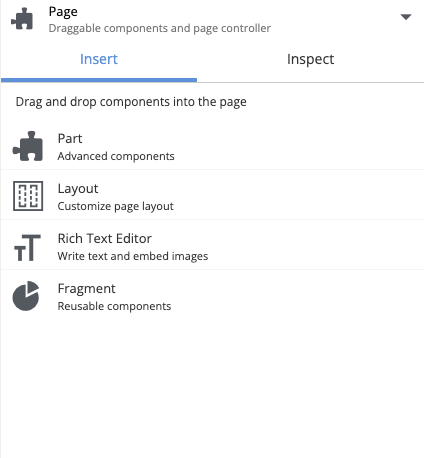 Page
Draggable components and page controller
Insert
Inspect
Drag and drop components into the page
Part
Advanced components
Layout
Customize page layout
Rich Text Editor
Write text and embed images
Fragment
Reusable components